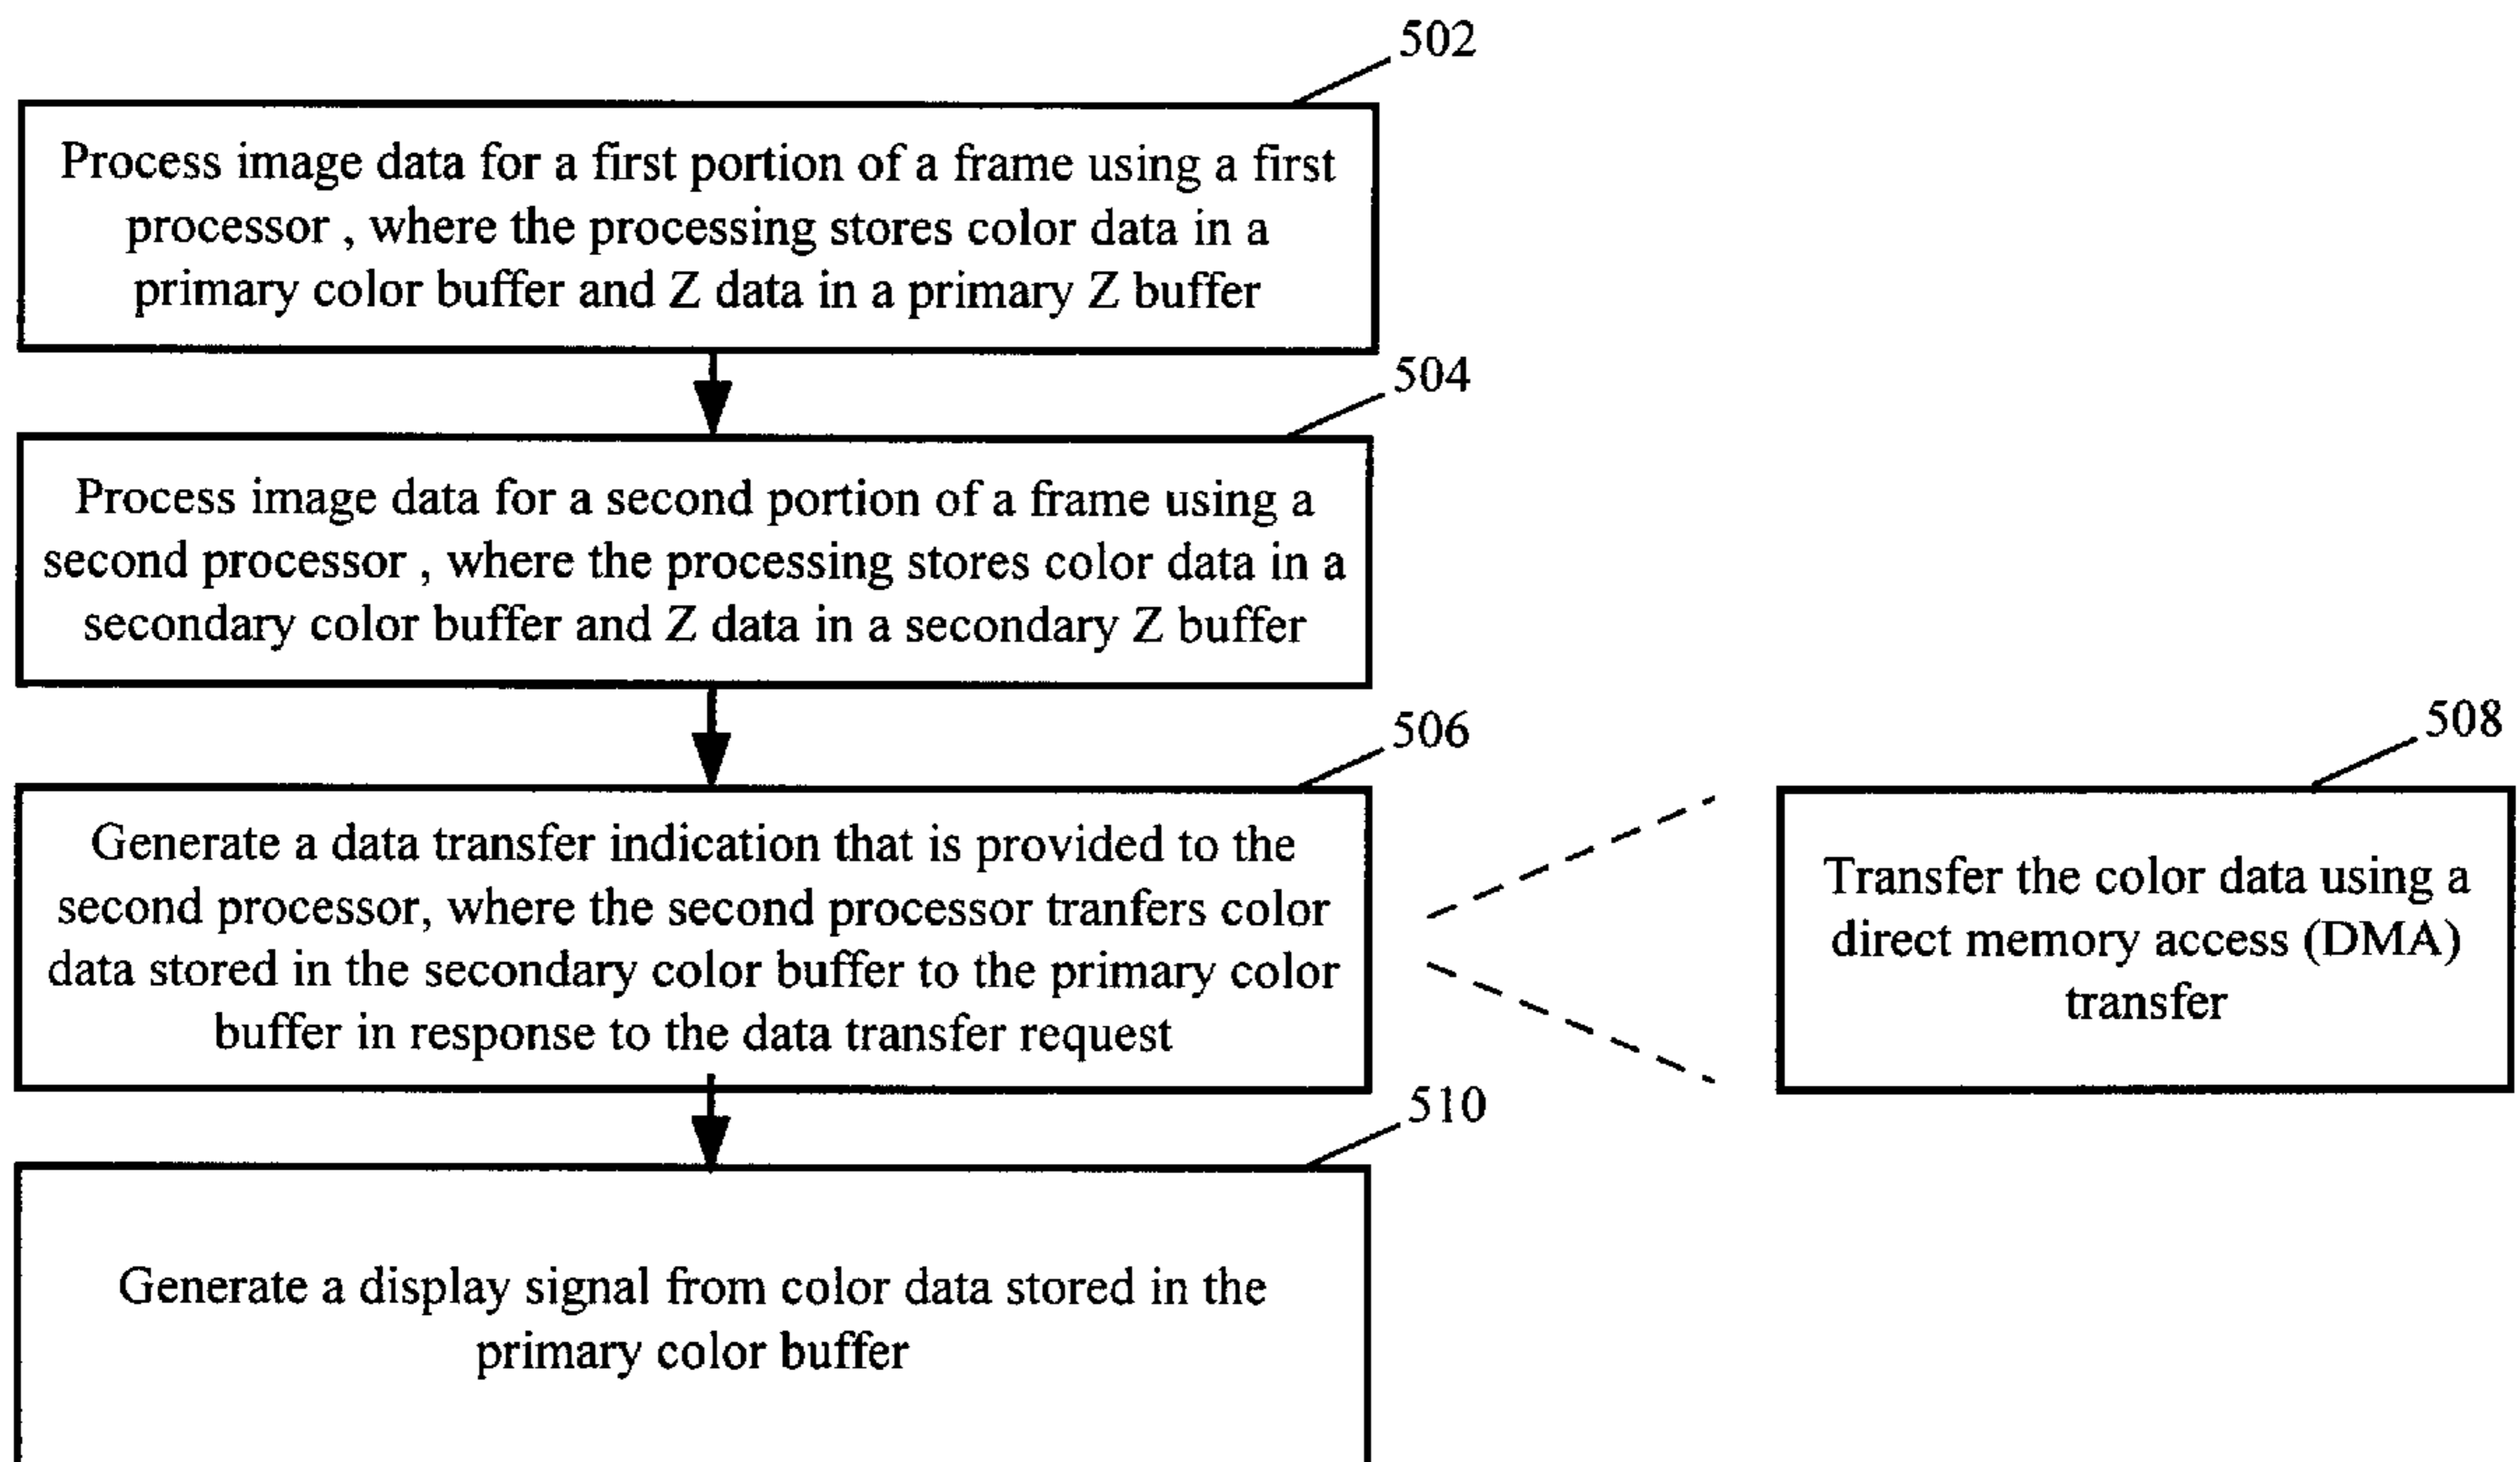 502
Process image data for a first portion of a frame using a first
processor , where the processing stores color data in a
primary color buffer and Z data in a primary Z buffer
504
Process image data for a second portion of a frame using a
second processor , where the processing stores color data in a
secondary color buffer and Z data in a secondary Z buffer
506
Generate a data transfer indication that is provided to the
second processor, where the second processor tranfers color
data stored in the secondary color buffer to the primary color
buffer in response to the data transfer request
508
Transfer the color data using a
direct memory access (DMA)
transfer
510
Generate a display signal from color data stored in the
primary color buffer